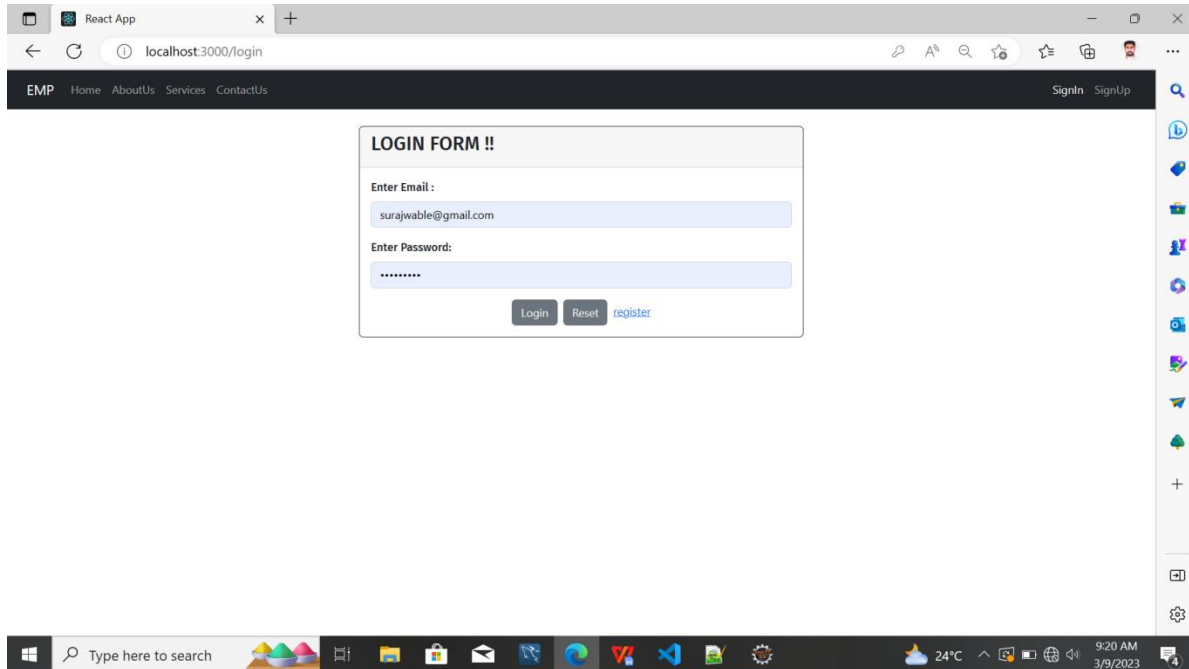 React App
localhost:3000/login
EMP Home AboutUs Services ContactUs SignIn SignUp
LOGIN FORM !!
Enter Email :
surajwable@gmail.com
Enter Password:
•••••••••
Login Reset register
Type here to search
24°C
9:20 AM
3/9/2023
4